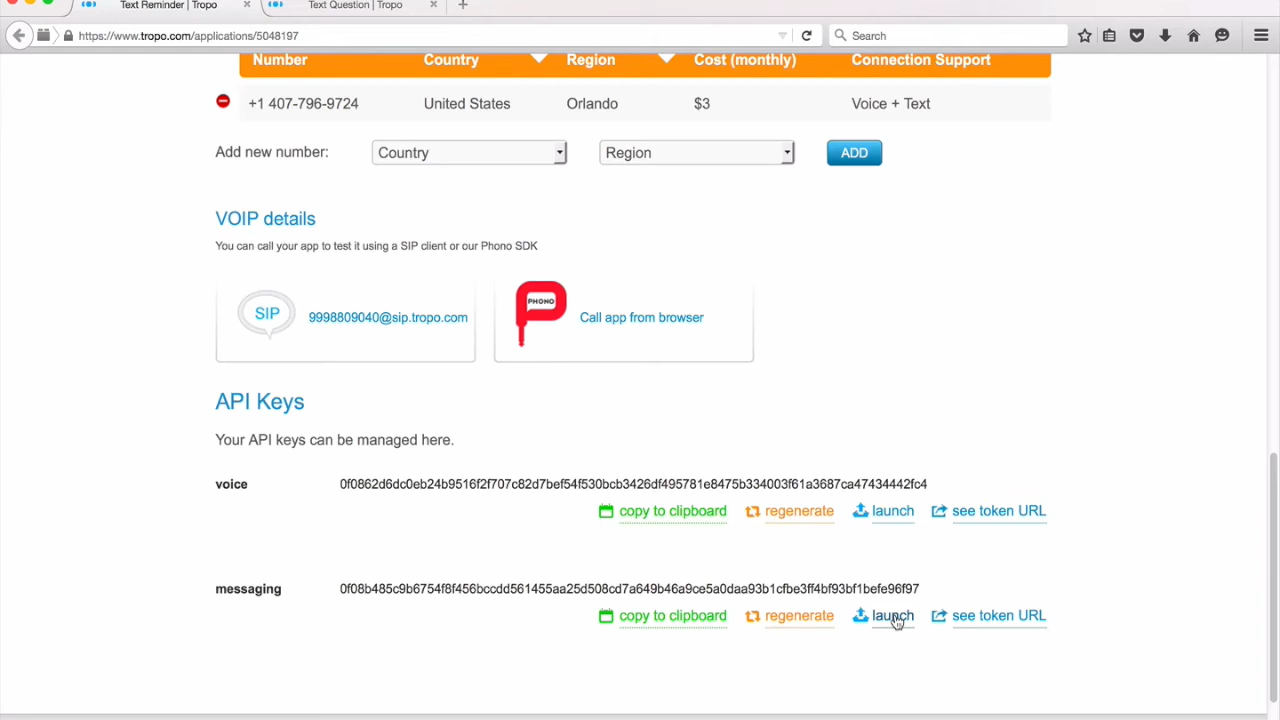 Text Reminder | Tropo
Text Question | Tropo
https://www.tropo.com/applications/5048197
Search
Number Country Region Cost (monthly) Connection Support
+1 407-796-9724 United States Orlando $3 Voice + Text
Add new number: Country Region ADD
VOIP details
You can call your app to test it using a SIP client or our Phono SDK
SIP 9998809040@sip.tropo.com
PHONO Call app from browser
API Keys
Your API keys can be managed here.
voice 0f0862d6dc0eb24b9516f2f707c82d7bef54f530bcb3426df495781e8475b334003f61a3687ca47434442fc4
copy to clipboard regenerate launch see token URL
messaging 0f08b485c9b6754f8f456bccdd561455aa25d508cd7a649b46a9ce5a0daa93b1cfbe3ff4bf93bf1befe96f97
copy to clipboard regenerate launch see token URL